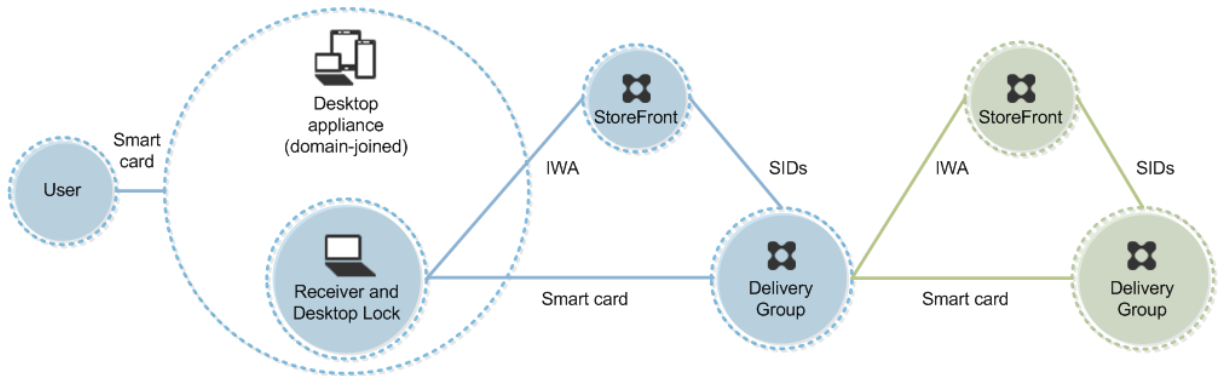 User
Smart
card
Desktop
appliance
(domain-joined)
Receiver and
Desktop Lock
IWA
StoreFront
SIDs
Smart card
Delivery
Group
IWA
StoreFront
SIDs
Smart card
Delivery
Group